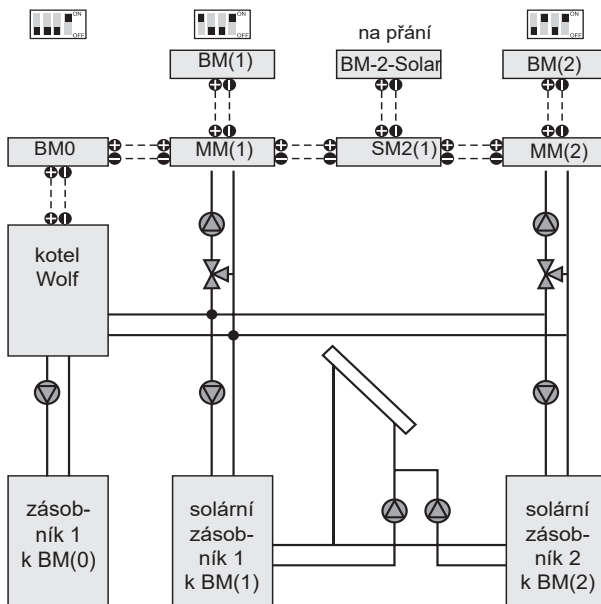 ON
OFF
ON
OFF
na přání
ON
OFF
BM(1)
BM-2-Solar
BM(2)
BM0
MM(1)
SM2(1)
MM(2)
kotel
Wolf
zásob-
ník 1
k BM(0)
solární
zásob-
ník 1
k BM(1)
solární
zásob-
ník 2
k BM(2)